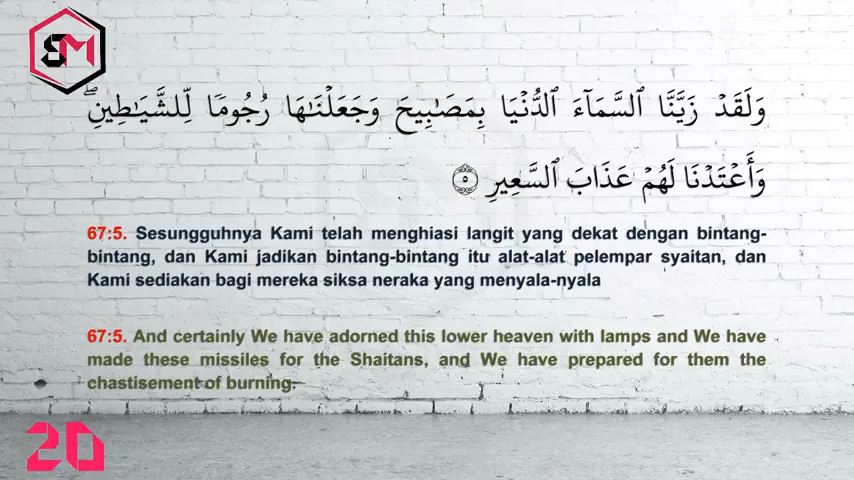 SM
وَلَقَدْ زَيَّنَّا ٱلسَّمَآءَ ٱلدُّنْيَا بِمَصَٰبِيحَ وَجَعَلْنَٰهَا رُجُومًا لِّلشَّيَٰطِينِ ۖ
وَأَعْتَدْنَا لَهُمْ عَذَابَ ٱلسَّعِيرِ ٥
67:5. Sesungguhnya Kami telah menghiasi langit yang dekat dengan bintang-
bintang, dan Kami jadikan bintang-bintang itu alat-alat pelempar syaitan, dan
Kami sediakan bagi mereka siksa neraka yang menyala-nyala
67:5. And certainly We have adorned this lower heaven with lamps and We have
made these missiles for the Shaitans, and We have prepared for them the
chastisement of burning.
20